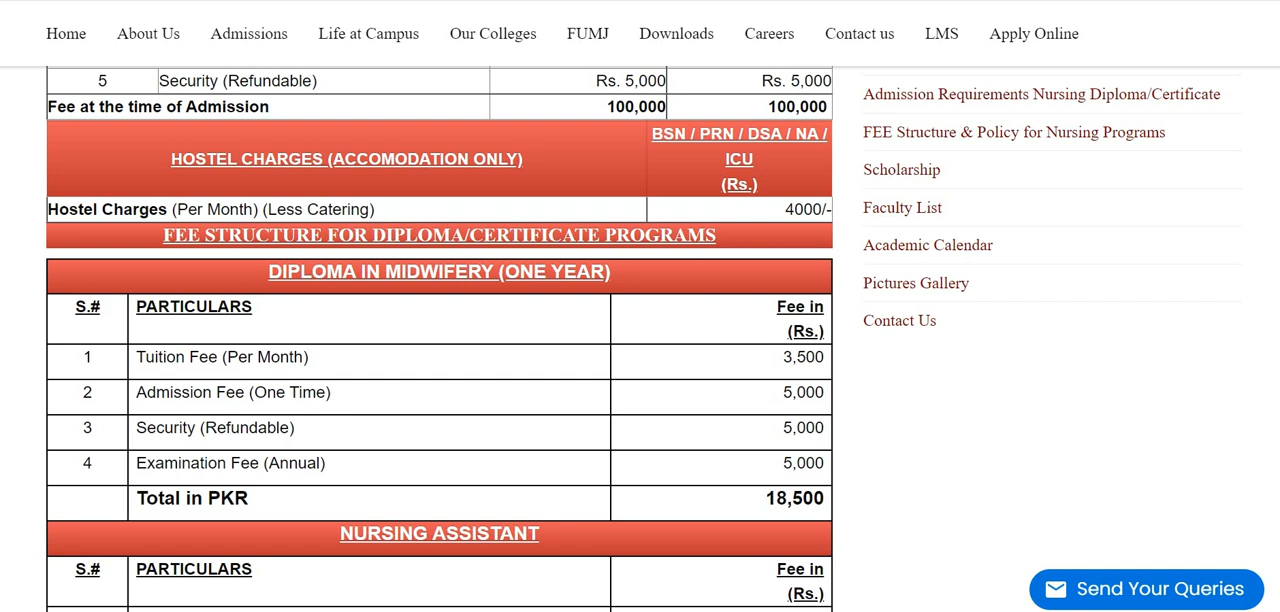 Home About Us Admissions Life at Campus Our Colleges FUMJ Downloads Careers Contact us LMS Apply Online
5 Security (Refundable) Rs. 5,000 Rs. 5,000
Fee at the time of Admission 100,000 100,000
HOSTEL CHARGES (ACCOMODATION ONLY)
BSN / PRN / DSA / NA /
ICU
(Rs.)
Hostel Charges (Per Month) (Less Catering) 4000/-
FEE STRUCTURE FOR DIPLOMA/CERTIFICATE PROGRAMS
DIPLOMA IN MIDWIFERY (ONE YEAR)
S.# PARTICULARS Fee in
(Rs.)
1 Tuition Fee (Per Month) 3,500
2 Admission Fee (One Time) 5,000
3 Security (Refundable) 5,000
4 Examination Fee (Annual) 5,000
Total in PKR 18,500
NURSING ASSISTANT
S.# PARTICULARS Fee in
(Rs.)
Admission Requirements Nursing Diploma/Certificate
FEE Structure & Policy for Nursing Programs
Scholarship
Faculty List
Academic Calendar
Pictures Gallery
Contact Us
Send Your Queries